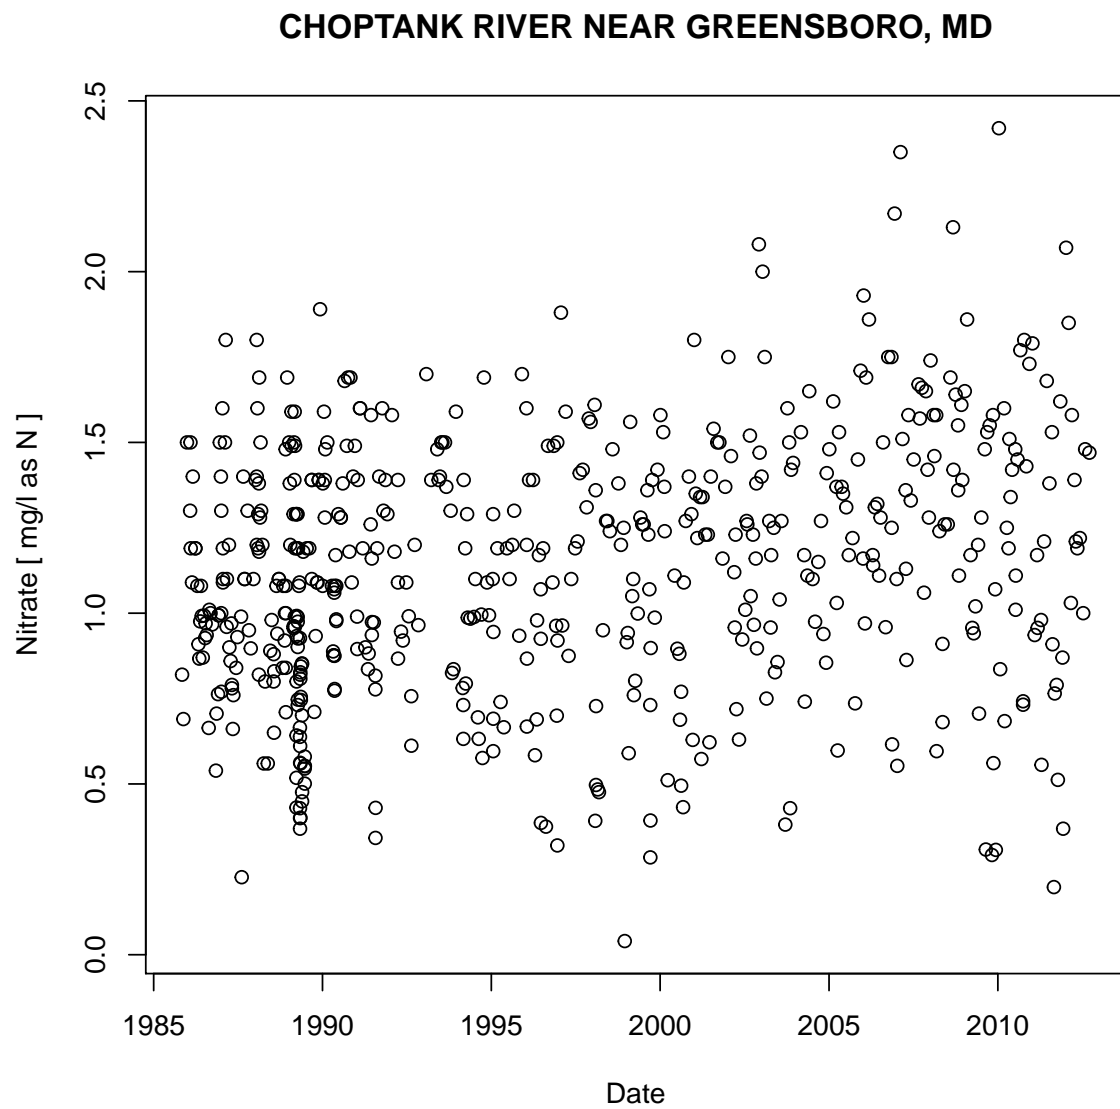 CHOPTANK RIVER NEAR GREENSBORO, MD
2.5
2.0
1.5
1.0
0.5
0.0
Nitrate [ mg/l as N ]
1985 1990 1995 2000 2005 2010
Date